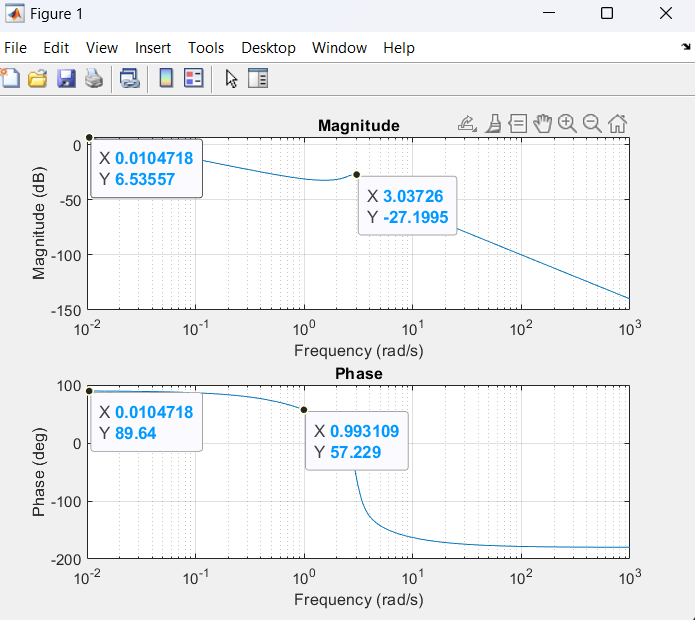 Figure 1
File Edit View Insert Tools Desktop Window Help
Magnitude
0
-50
-100
-150
Magnitude (dB)
X 0.0104718
Y 6.53557
X 3.03726
Y -27.1995
10-2 10-1 100 101 102 103
Frequency (rad/s)
Phase
100
0
-100
-200
Phase (deg)
X 0.0104718
Y 89.64
X 0.993109
Y 57.229
10-2 10-1 100 101 102 103
Frequency (rad/s)